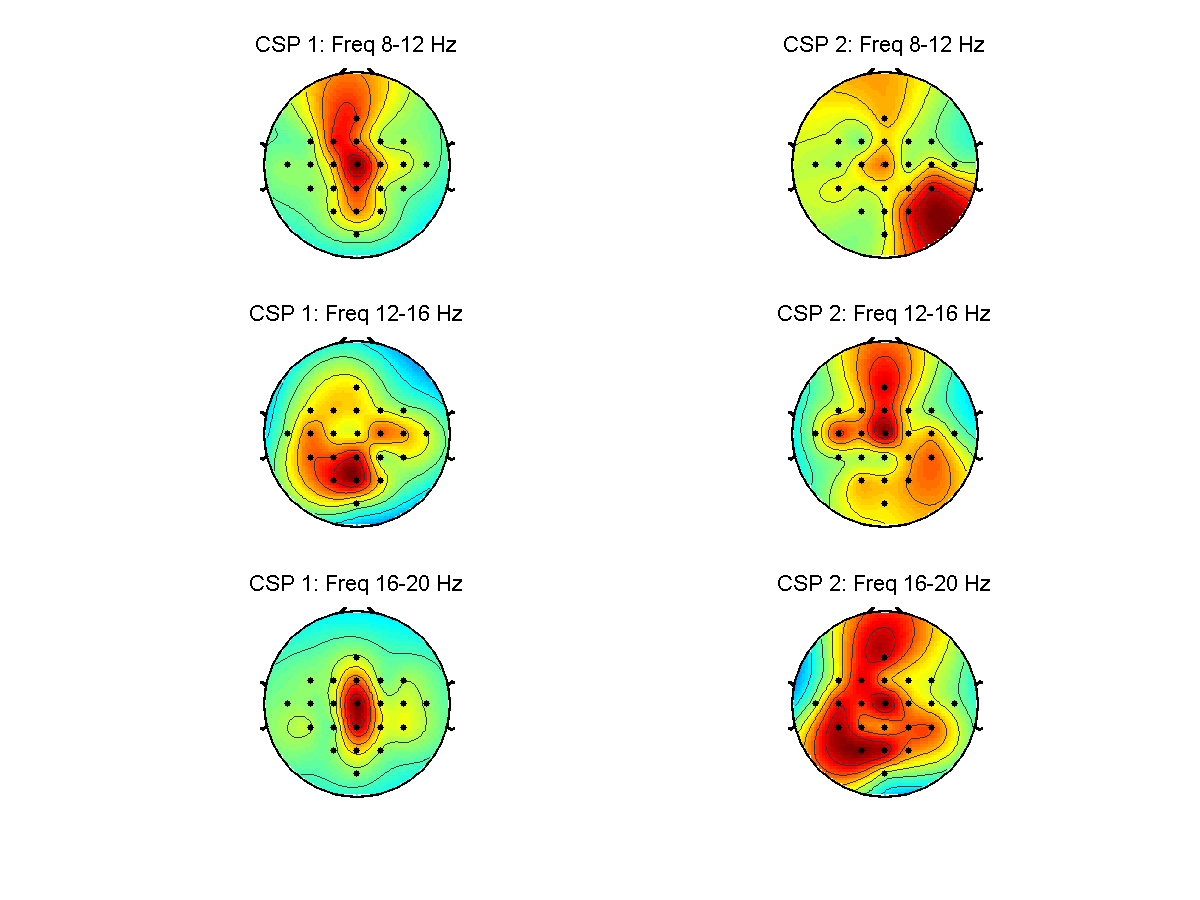 CSP 1: Freq 8-12 Hz
CSP 2: Freq 8-12 Hz
CSP 1: Freq 12-16 Hz
CSP 2: Freq 12-16 Hz
CSP 1: Freq 16-20 Hz
CSP 2: Freq 16-20 Hz